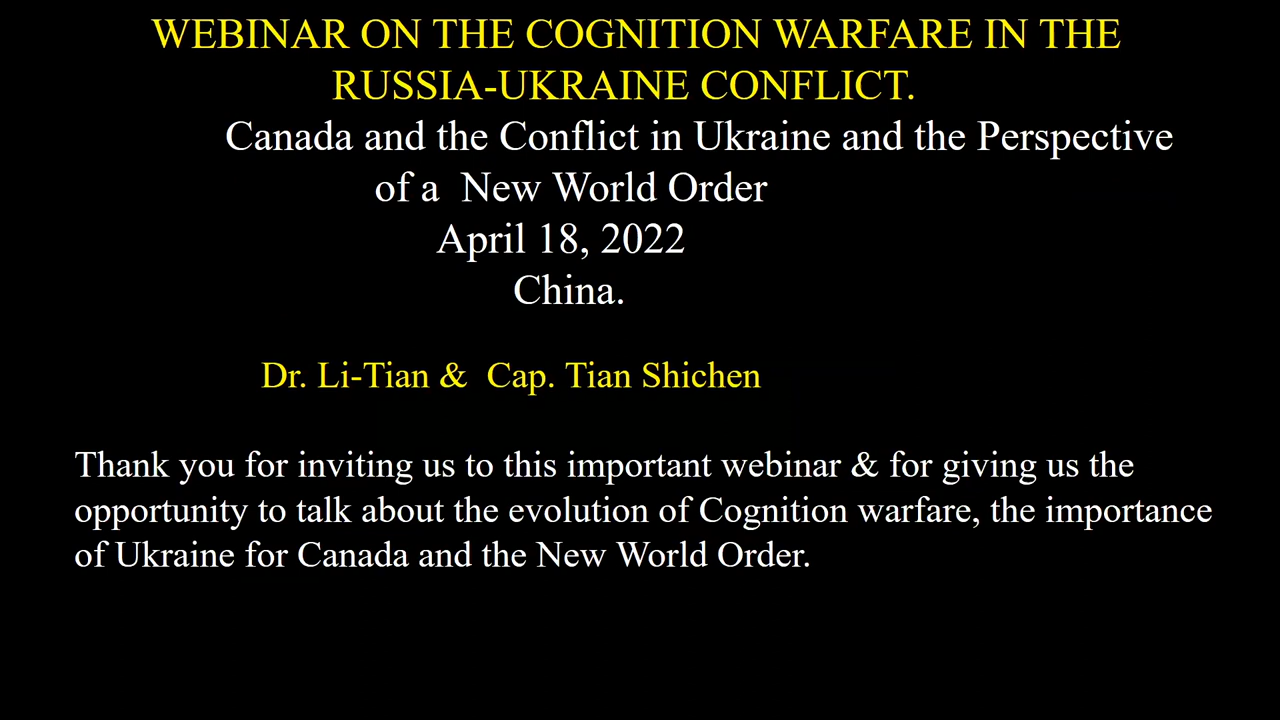 WEBINAR ON THE COGNITION WARFARE IN THE
RUSSIA-UKRAINE CONFLICT.
Canada and the Conflict in Ukraine and the Perspective
of a  New World Order
April 18, 2022
China.
Dr. Li-Tian &  Cap. Tian Shichen
Thank you for inviting us to this important webinar & for giving us the
opportunity to talk about the evolution of Cognition warfare, the importance
of Ukraine for Canada and the New World Order.